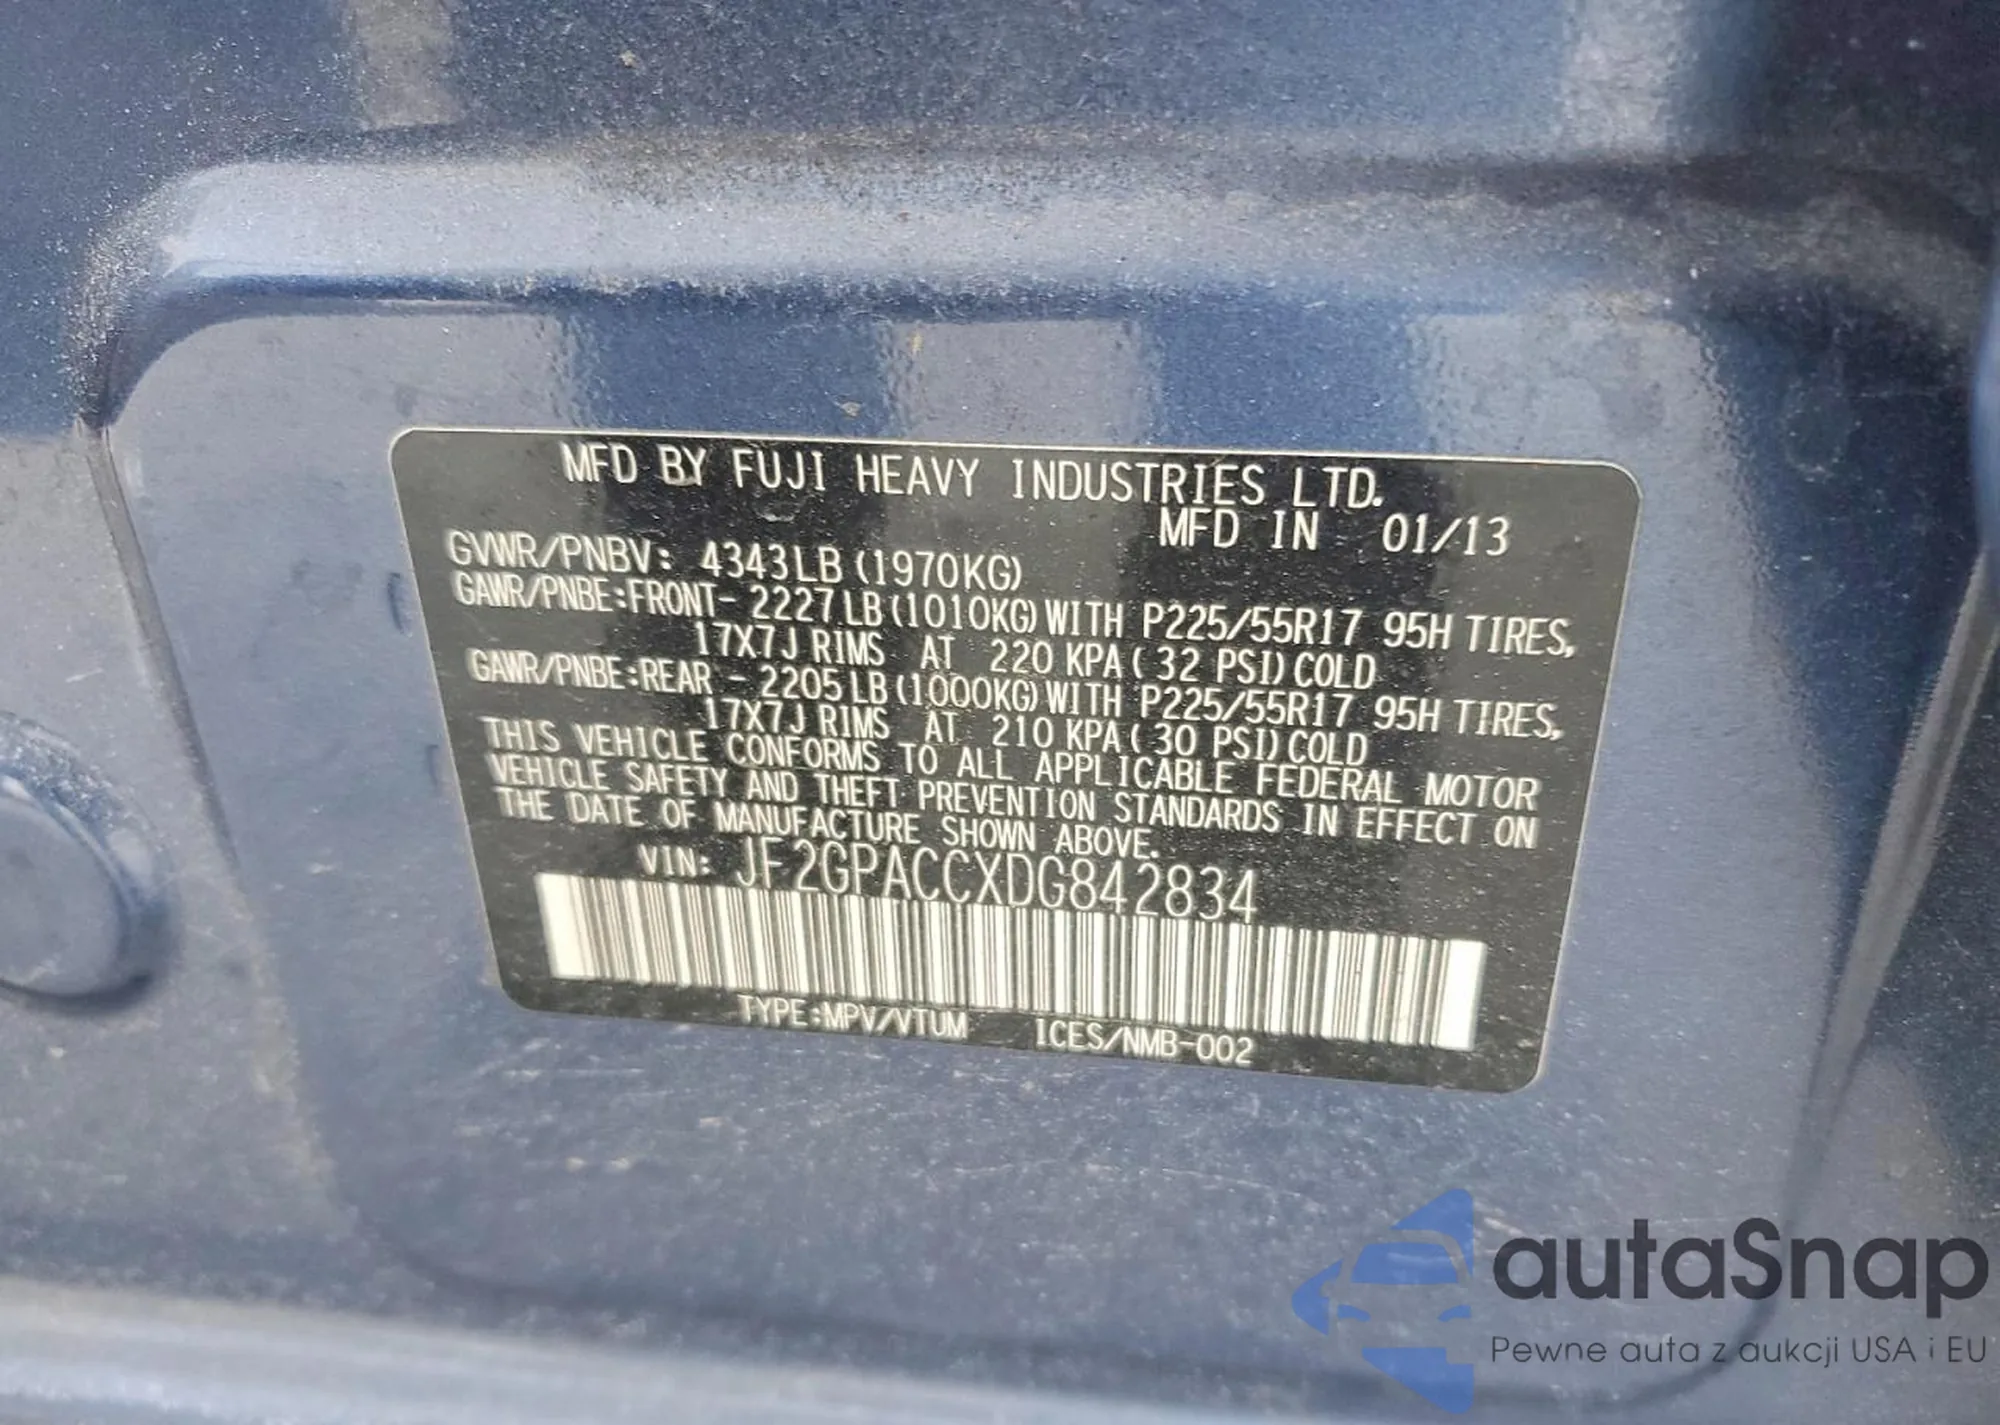 MFD BY FUJI HEAVY INDUSTRIES LTD.
MFD IN 01/13
GVWR/PNBV: 4343LB (1970KG)
GAWR/PNBE:FRONT- 2227LB (1010KG) WITH P225/55R17 95H TIRES,
17X7J RIMS AT 220 KPA ( 32 PSI) COLD
GAWR/PNBE:REAR - 2205LB (1000KG) WITH P225/55R17 95H TIRES,
17X7J RIMS AT 210 KPA ( 30 PSI) COLD
THIS VEHICLE CONFORMS TO ALL APPLICABLE FEDERAL MOTOR
VEHICLE SAFETY AND THEFT PREVENTION STANDARDS IN EFFECT ON
THE DATE OF MANUFACTURE SHOWN ABOVE.
VIN: JF2GPACCXDG842834
TYPE:MPV/VTUM ICES/NMB-002
autaSnap
Pewne auta z aukcji USA i EU